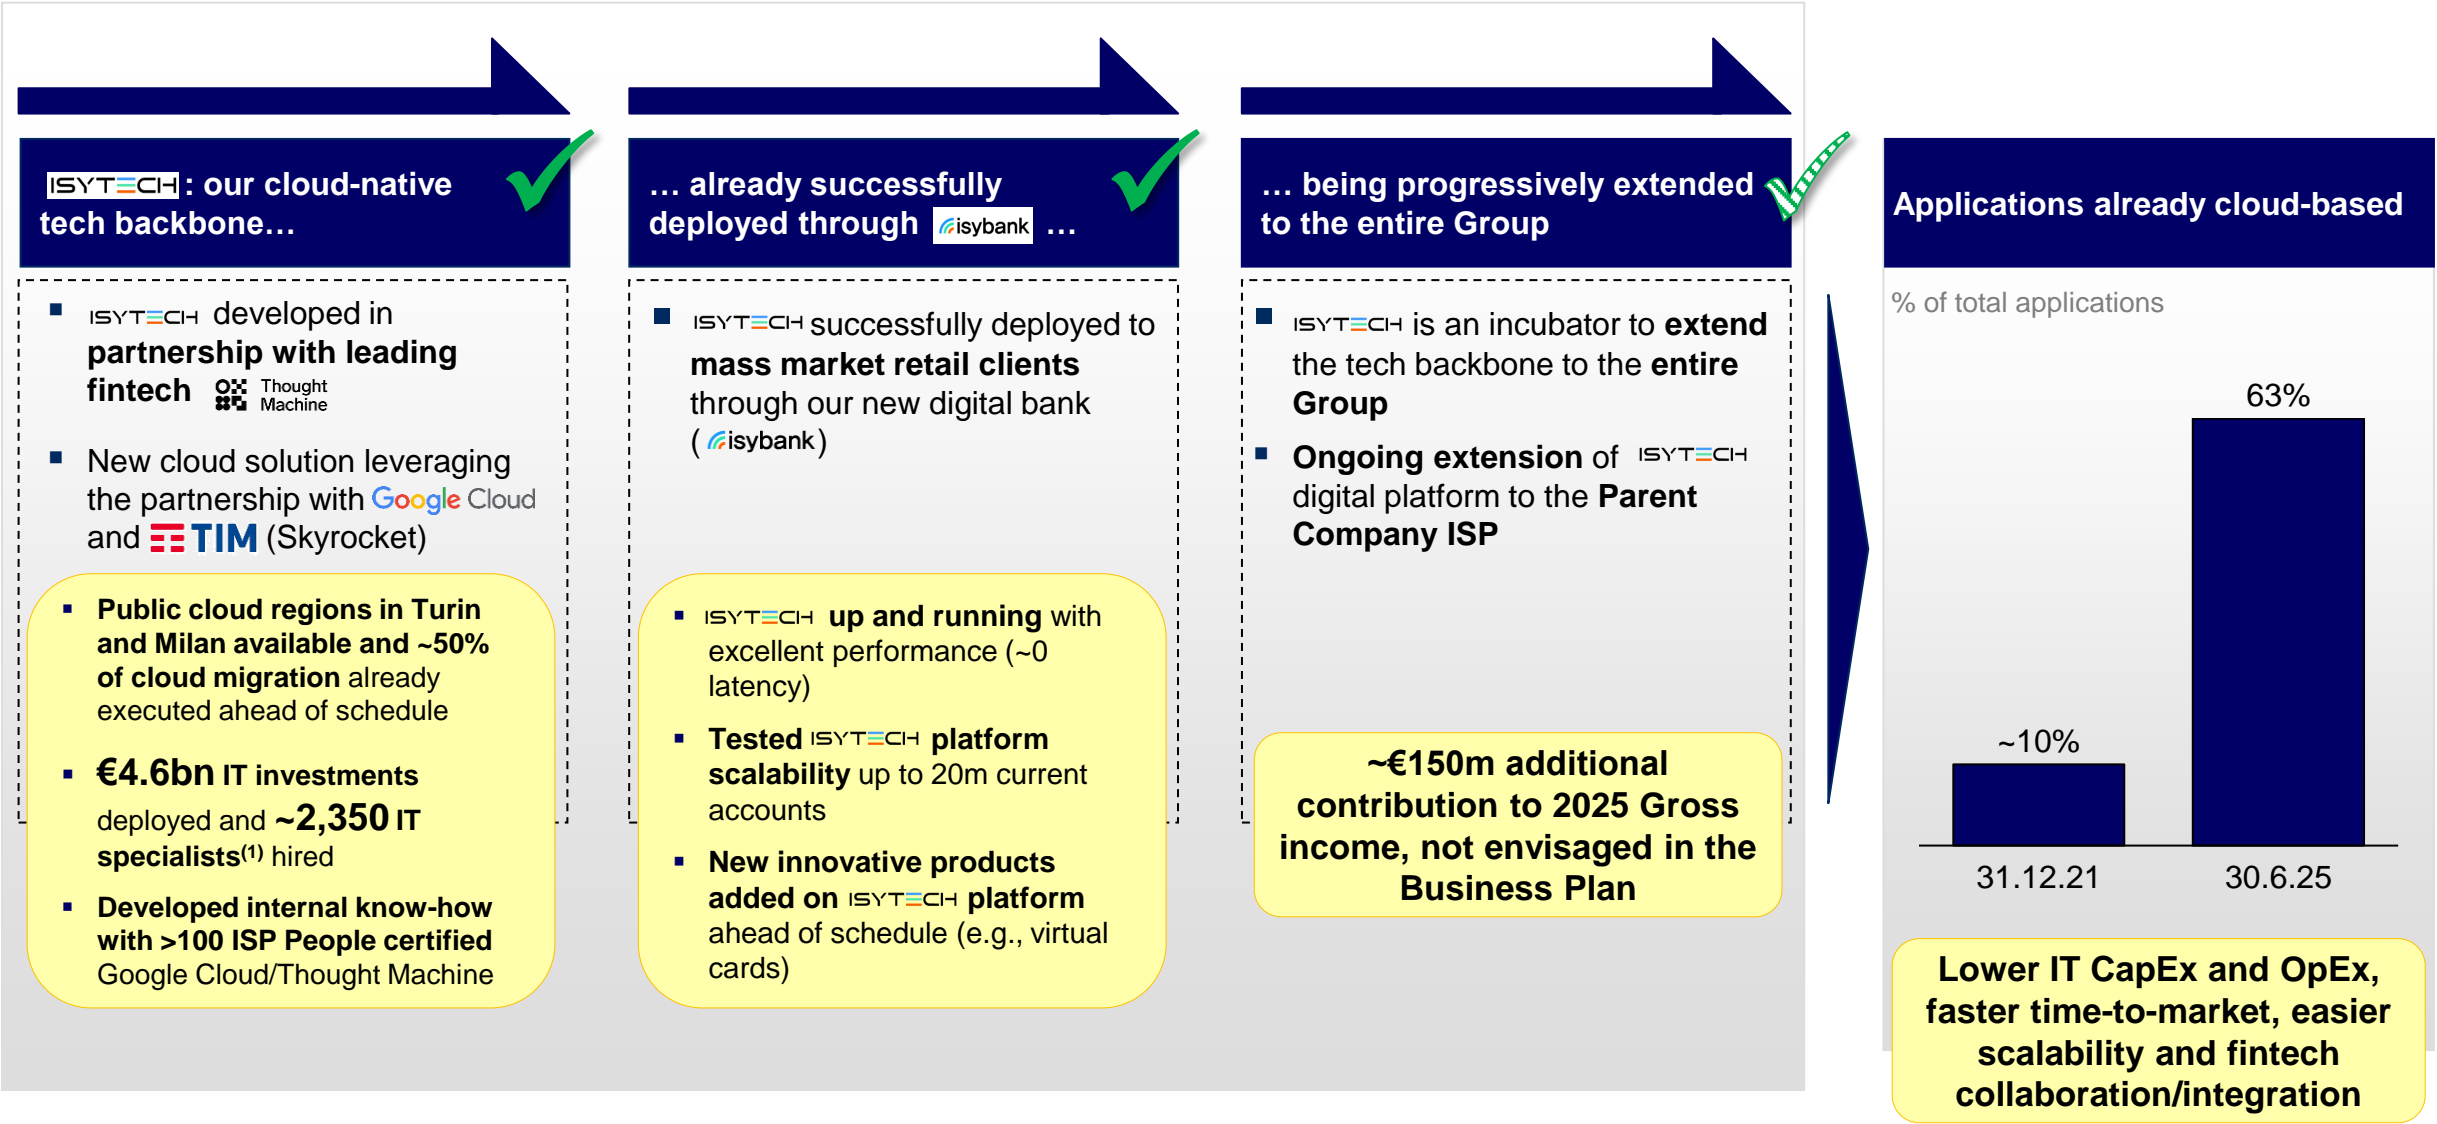 ISYTECH: our cloud-native
tech backbone…
ISYTECH developed in
partnership with leading
fintech Thought
Machine
New cloud solution leveraging
the partnership with Google Cloud
and TIM (Skyrocket)
Public cloud regions in Turin
and Milan available and ~50%
of cloud migration already
executed ahead of schedule
€4.6bn IT investments
deployed and ~2,350 IT
specialists(1) hired
Developed internal know-how
with >100 ISP People certified
Google Cloud/Thought Machine
… already successfully
deployed through isybank …
ISYTECH successfully deployed to
mass market retail clients
through our new digital bank
(isybank)
ISYTECH up and running with
excellent performance (~0
latency)
Tested ISYTECH platform
scalability up to 20m current
accounts
New innovative products
added on ISYTECH platform
ahead of schedule (e.g., virtual
cards)
… being progressively extended
to the entire Group
ISYTECH is an incubator to extend
the tech backbone to the entire
Group
Ongoing extension of ISYTECH
digital platform to the Parent
Company ISP
~€150m additional
contribution to 2025 Gross
income, not envisaged in the
Business Plan
Applications already cloud-based
% of total applications
63%
~10%
31.12.21 30.6.25
Lower IT CapEx and OpEx,
faster time-to-market, easier
scalability and fintech
collaboration/integration